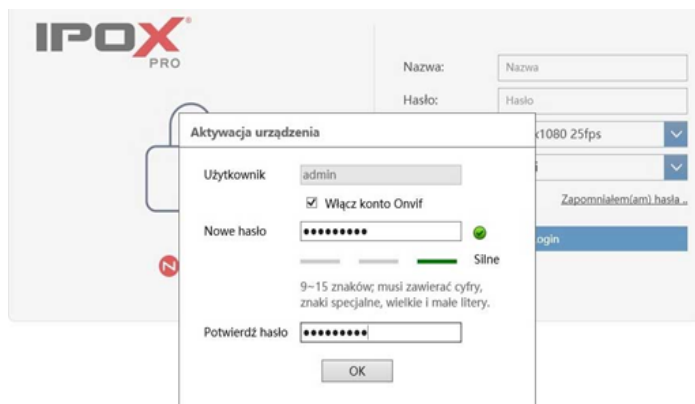 IPOX
PRO
Nazwa:
Nazwa
Hasło:
Hasło
x1080 25fps
Zapomniałem(am) hasła ..
ogin
Aktywacja urządzenia
Użytkownik
admin
Włącz konto Onvif
Nowe hasło
•••••••••
Silne
9~15 znaków; musi zawierać cyfry,
znaki specjalne, wielkie i małe litery.
Potwierdź hasło
•••••••••
OK